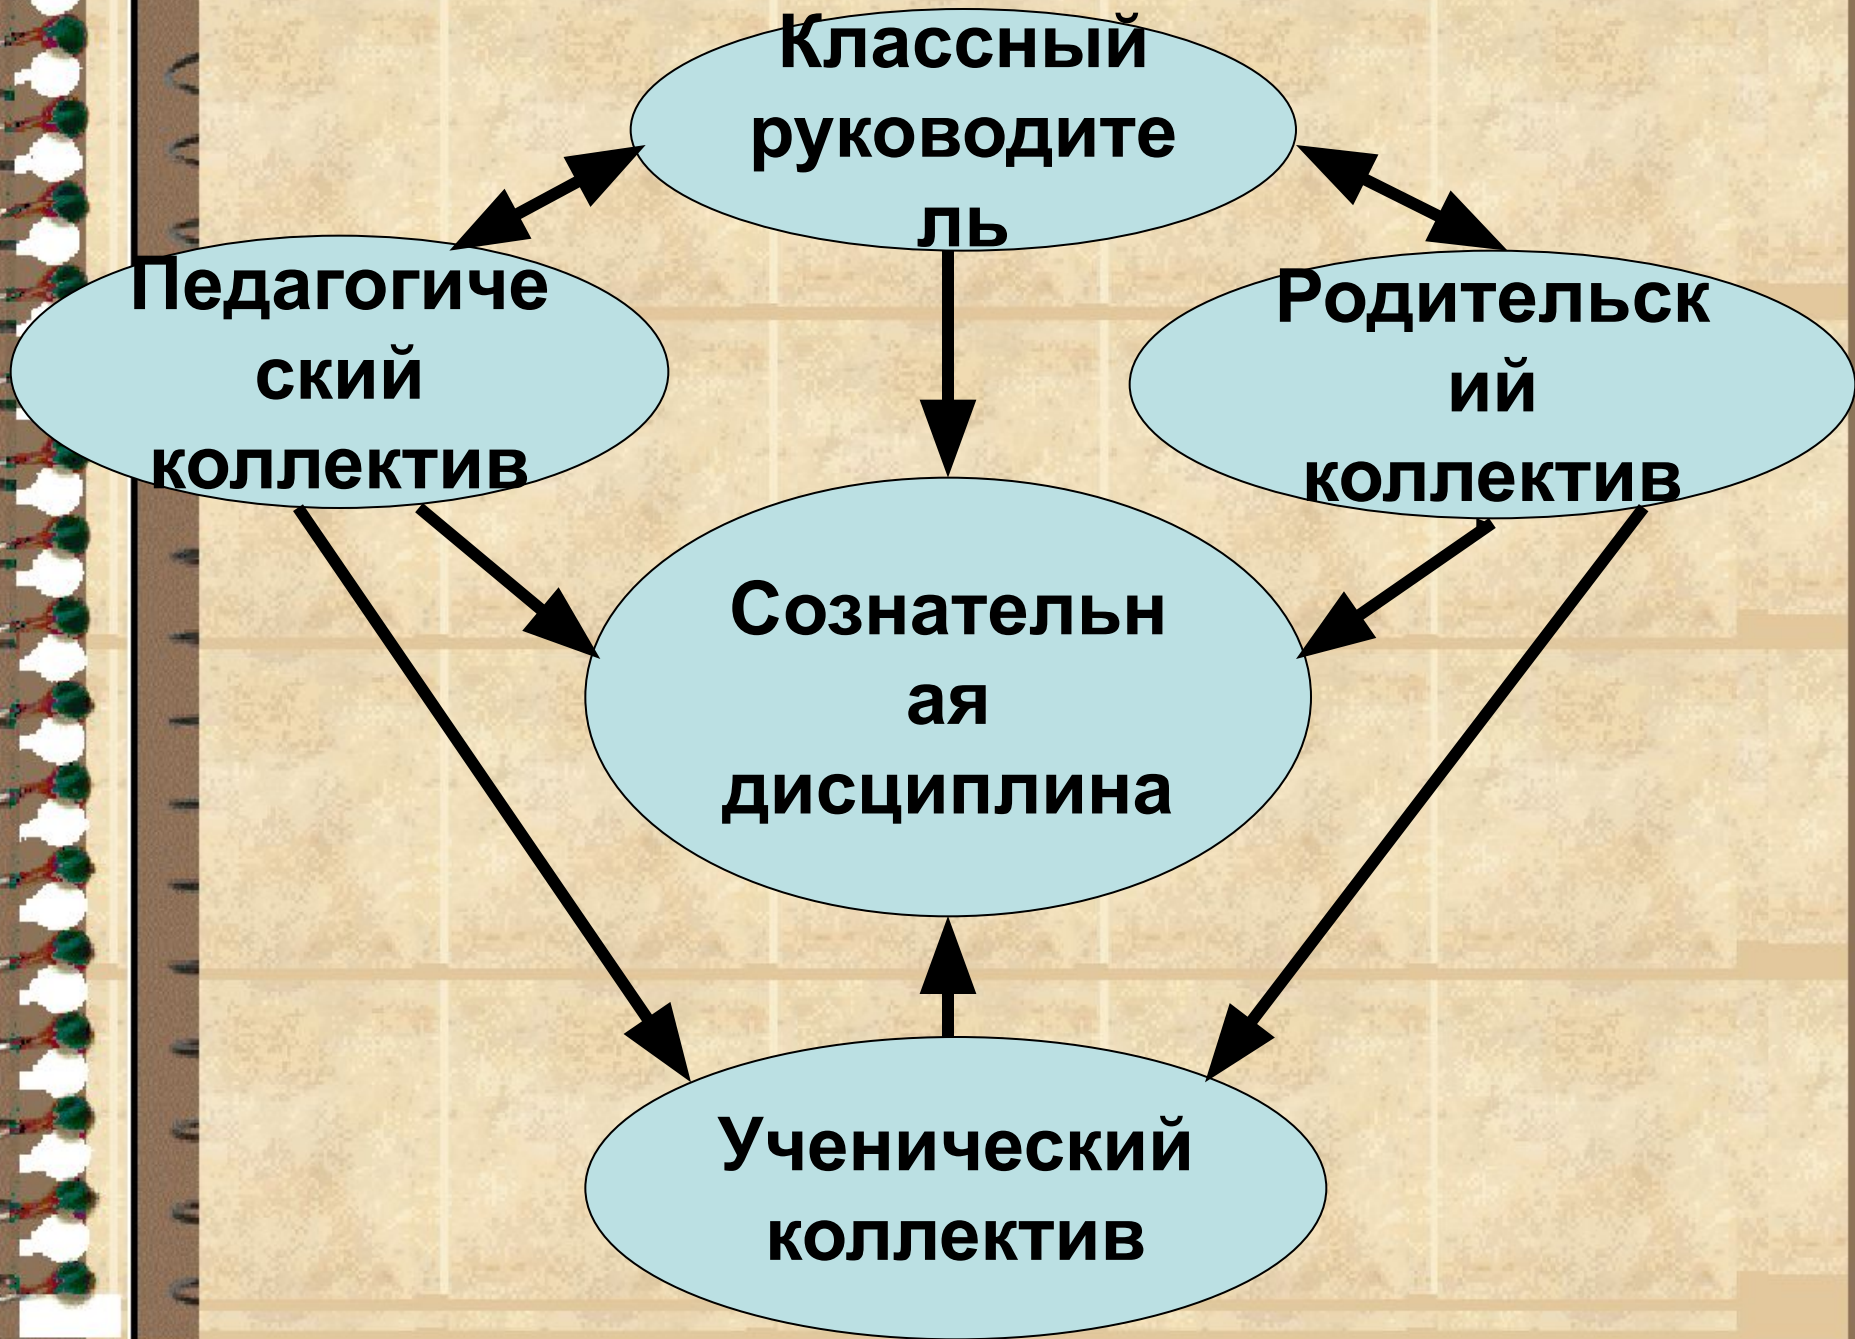 Классный
руководите
ль
Педагогиче
ский
коллектив
Родительск
ий
коллектив
Сознательн
ая
дисциплина
Ученический
коллектив